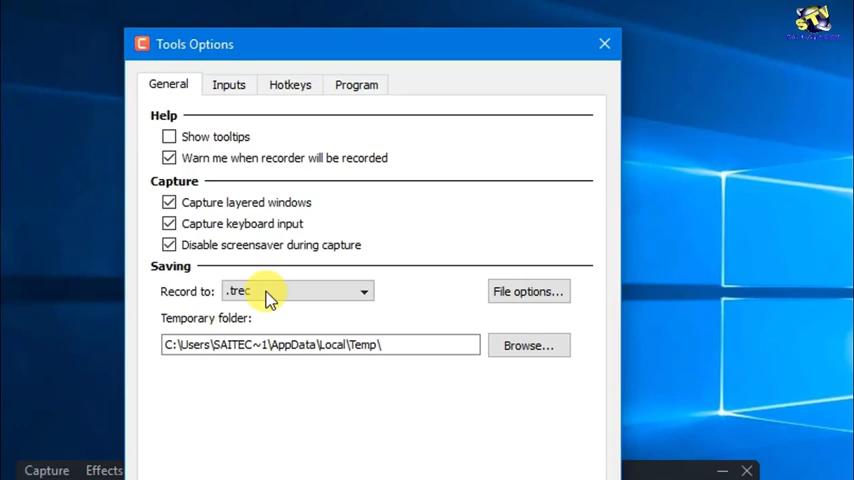 STV
Tools Options
General
Inputs
Hotkeys
Program
Help
Show tooltips
Warn me when recorder will be recorded
Capture
Capture layered windows
Capture keyboard input
Disable screensaver during capture
Saving
Record to: .trec
File options...
Temporary folder:
C:\Users\SAITEC~1\AppData\Local\Temp\
Browse...
Capture
Effects